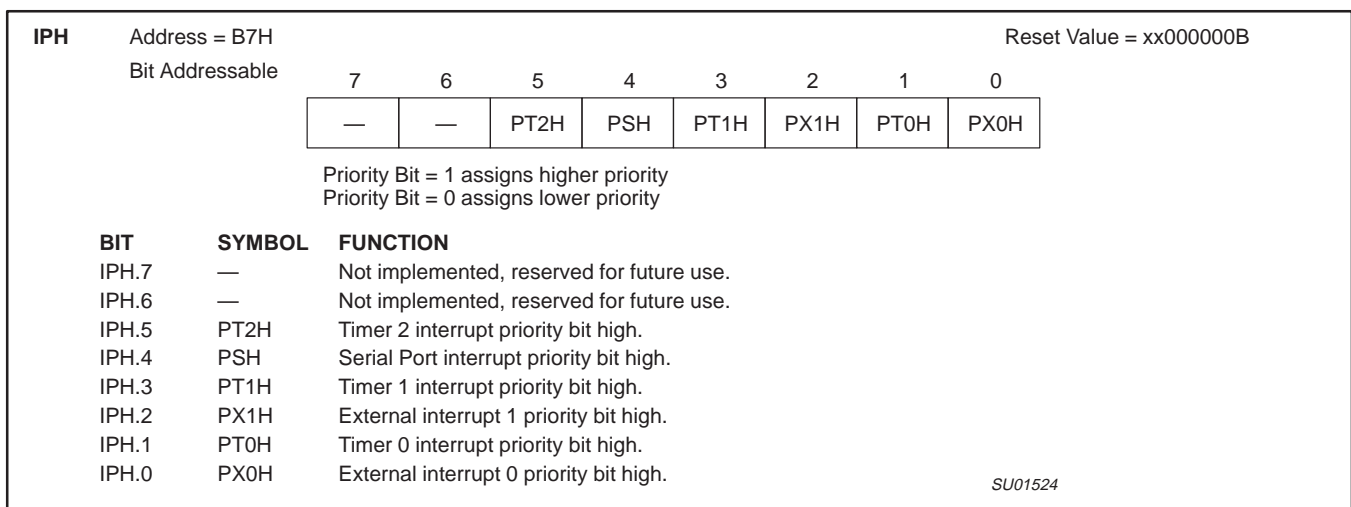 IPH Address = B7H Reset Value = xx000000B
Bit Addressable
7 6 5 4 3 2 1 0
— — PT2H PSH PT1H PX1H PT0H PX0H
Priority Bit = 1 assigns higher priority
Priority Bit = 0 assigns lower priority
BIT SYMBOL FUNCTION
IPH.7 — Not implemented, reserved for future use.
IPH.6 — Not implemented, reserved for future use.
IPH.5 PT2H Timer 2 interrupt priority bit high.
IPH.4 PSH Serial Port interrupt priority bit high.
IPH.3 PT1H Timer 1 interrupt priority bit high.
IPH.2 PX1H External interrupt 1 priority bit high.
IPH.1 PT0H Timer 0 interrupt priority bit high.
IPH.0 PX0H External interrupt 0 priority bit high.
SU01524